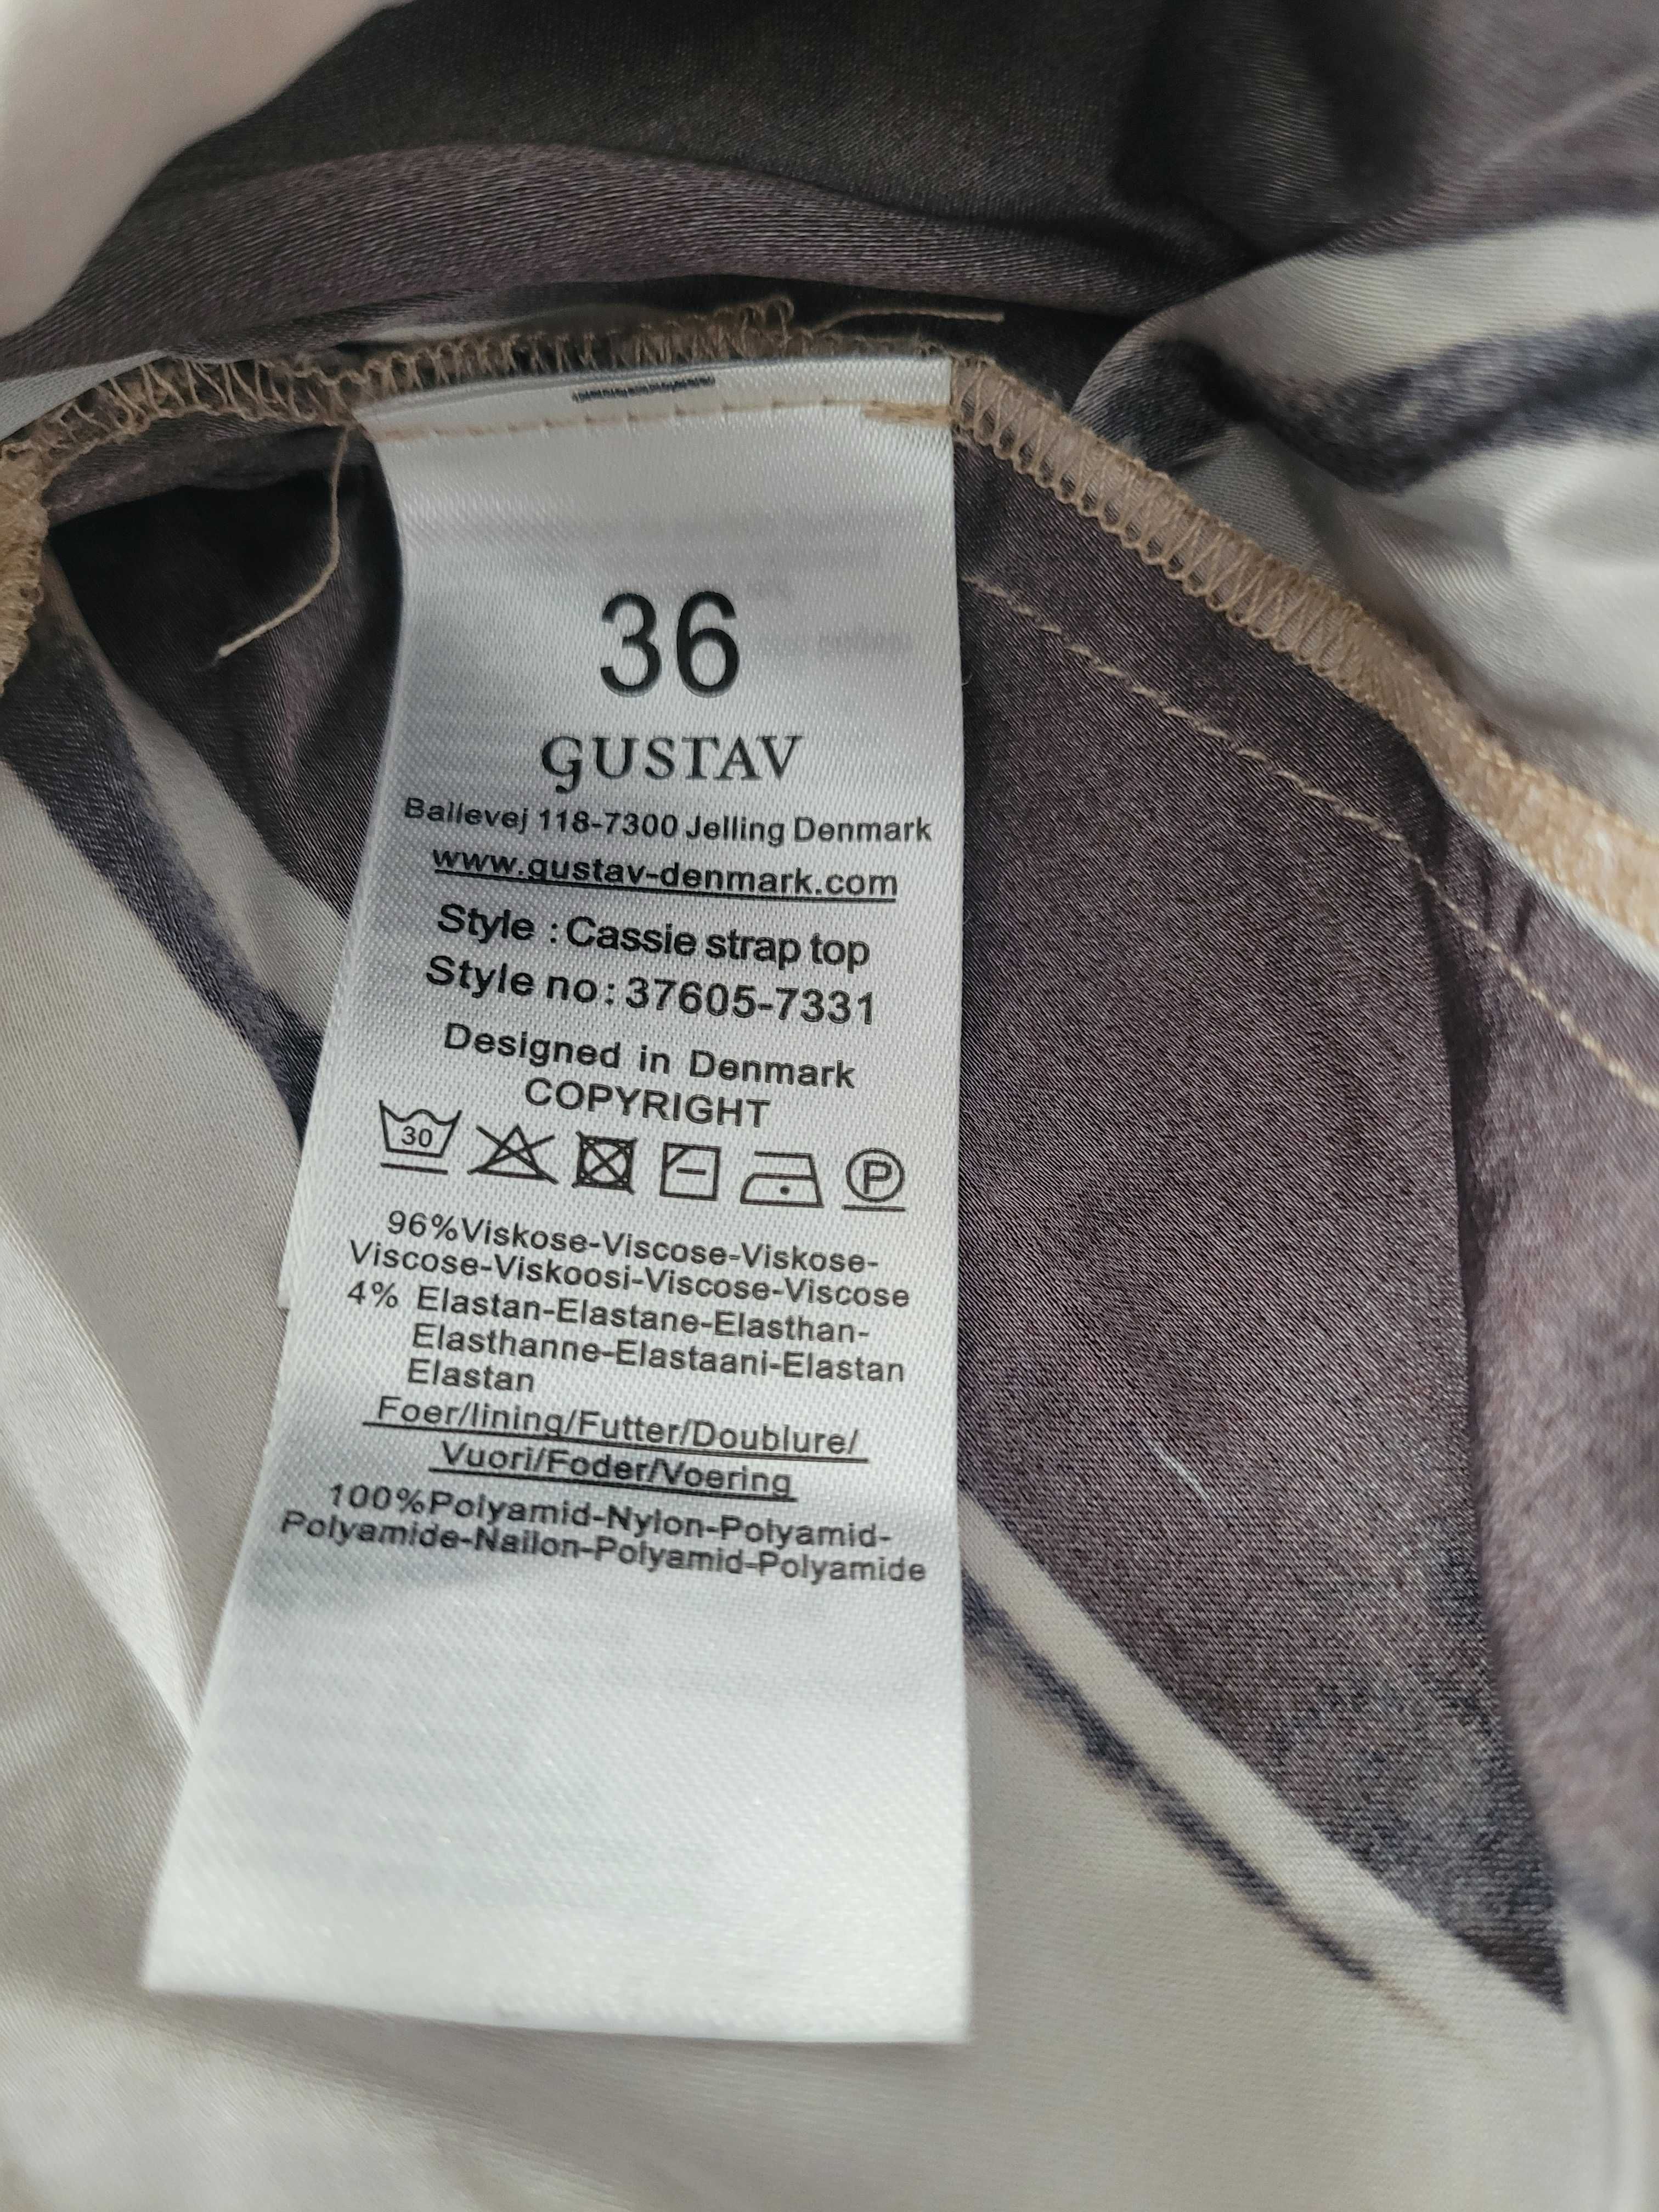 36
GUSTAV
Ballevej 118-7300 Jelling Denmark
www.gustav-denmark.com
Style : Cassie strap top
Style no: 37605-7331
Designed in Denmark
COPYRIGHT
30 P
96%Viskose-Viscose-Viskose-
Viscose-Viskoosi-Viscose-Viscose
4% Elastan-Elastane-Elasthan-
Elasthanne-Elastaani-Elastan
Elastan
Foer/lining/Futter/Doublure/
Vuori/Foder/Voering
100%Polyamid-Nylon-Polyamid-
Polyamide-Nailon-Polyamid-Polyamide